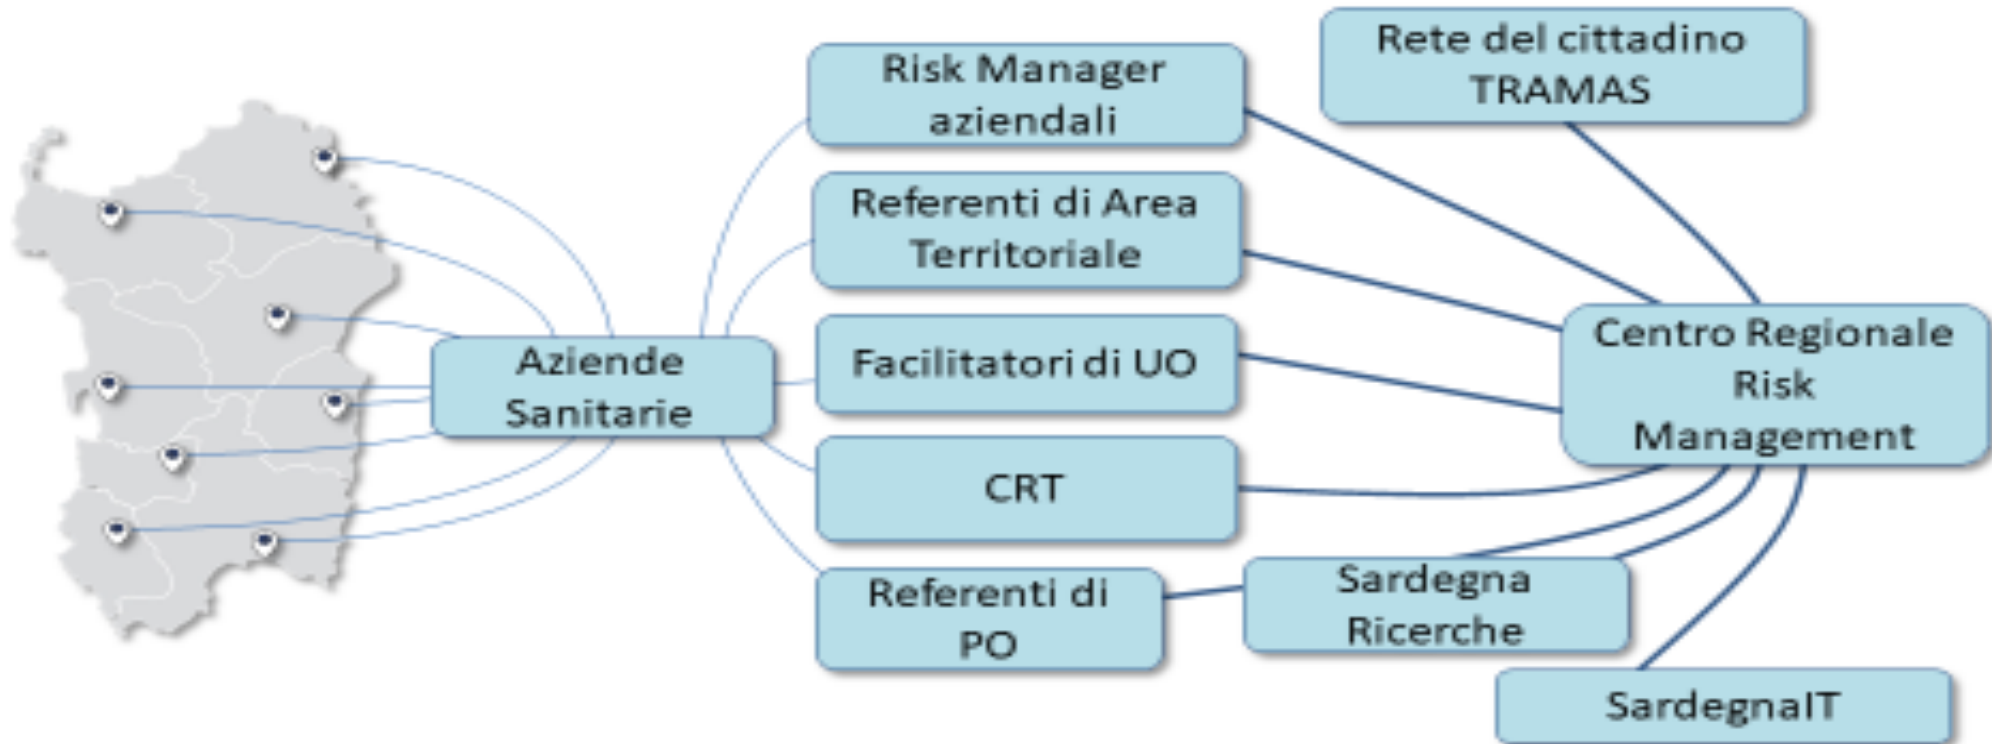 Rete del cittadino
TRAMAS
Risk Manager
aziendali
Referenti di Area
Territoriale
Aziende
Sanitarie
Facilitatori di UO
Centro Regionale
Risk
Management
CRT
Referenti di
PO
Sardegna
Ricerche
SardegnaIT